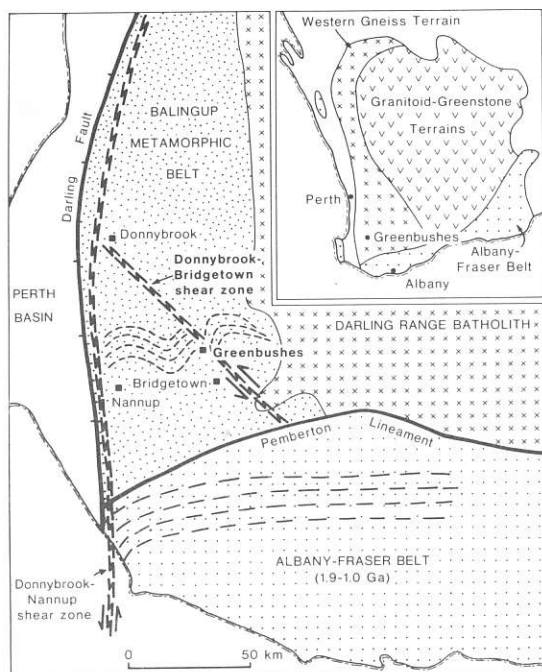 Western Gneiss Terrain
Granitoid-Greenstone
Terrains
Perth
Greenbushes
Albany-
Fraser Belt
Albany
BALINGUP
METAMORPHIC
BELT
Darling Fault
Donnybrook
Donnybrook-
Bridgetown
shear zone
PERTH
BASIN
DARLING RANGE BATHOLITH
Greenbushes
Bridgetown
Nannup
Pemberton Lineament
ALBANY-FRASER BELT
(1.9-1.0 Ga)
Donnybrook-
Nannup
shear zone
0 50 km